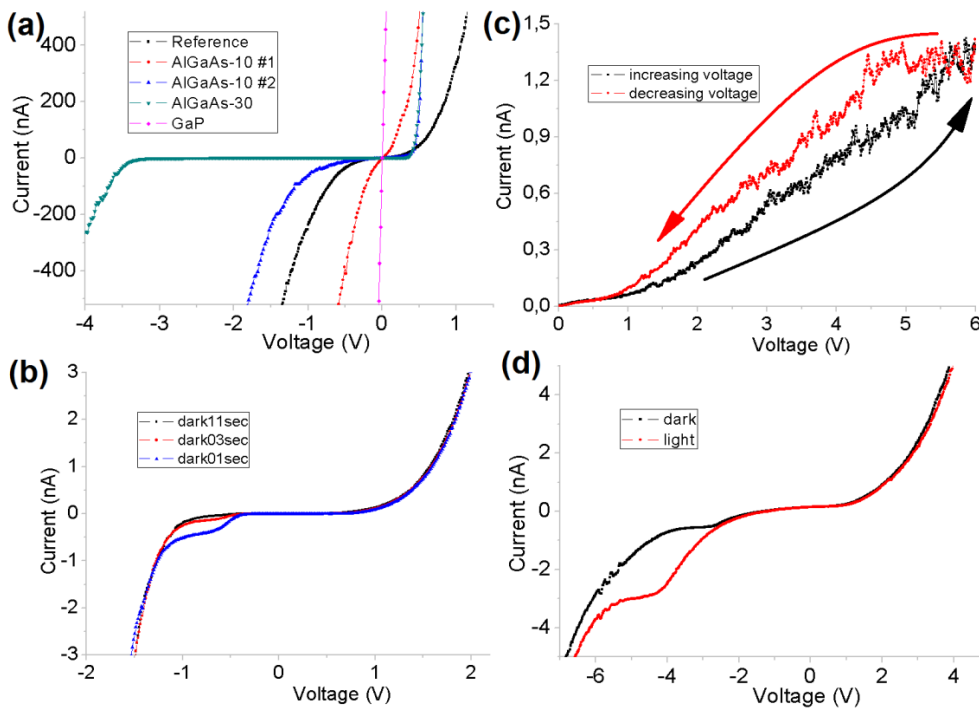 (a)
Current (nA)
400
200
0
-200
-400
-4
-3
-2
-1
0
1
Voltage (V)
Reference
AlGaAs-10 #1
AlGaAs-10 #2
AlGaAs-30
GaP
(c)
Current (nA)
1,5
1,2
0,9
0,6
0,3
0,0
0
1
2
3
4
5
6
Voltage (V)
increasing voltage
decreasing voltage
(b)
Current (nA)
3
2
1
0
-1
-2
-3
-2
-1
0
1
2
Voltage (V)
dark11sec
dark03sec
dark01sec
(d)
Current (nA)
4
2
0
-2
-4
-6
-4
-2
0
2
4
Voltage (V)
dark
light